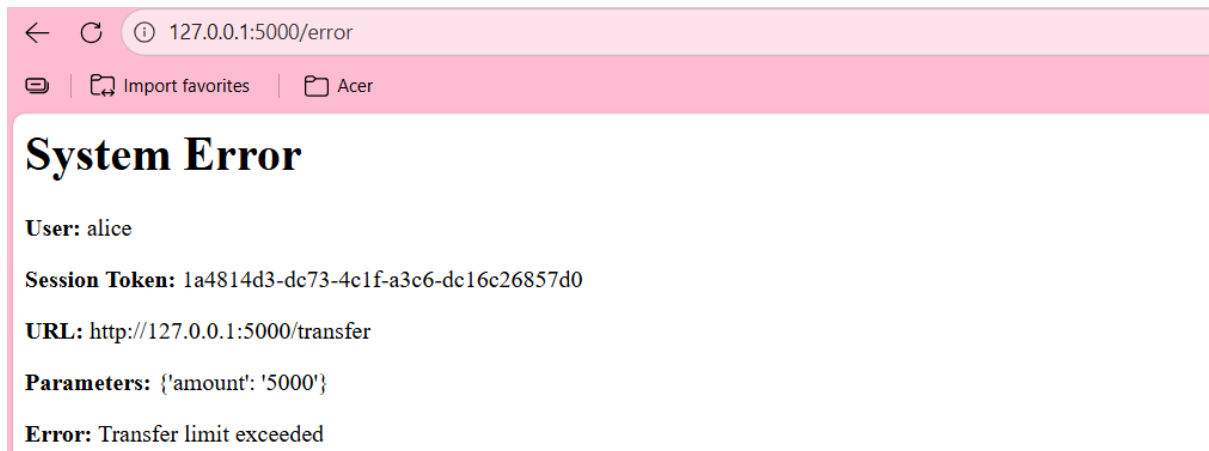 127.0.0.1:5000/error
Import favorites Acer
System Error
User: alice
Session Token: 1a4814d3-dc73-4c1f-a3c6-dc16c26857d0
URL: http://127.0.0.1:5000/transfer
Parameters: {'amount': '5000'}
Error: Transfer limit exceeded